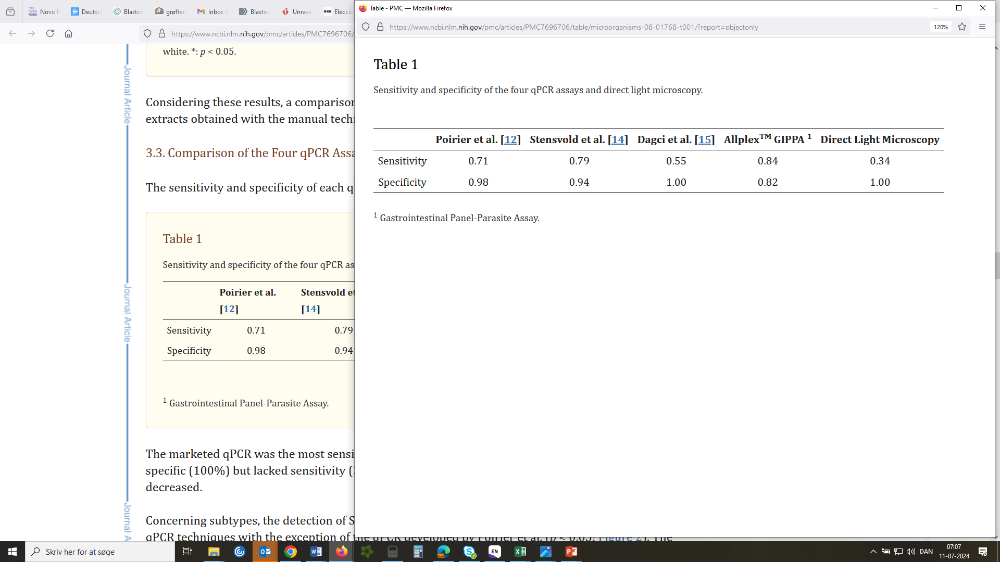 Novo
Deutsc
Blastoc
grøften
Inbox (
Blastoc
Unrave
Eleccio
https://www.ncbi.nlm.nih.gov/pmc/articles/PMC7696706/
Table - PMC — Mozilla Firefox
https://www.ncbi.nlm.nih.gov/pmc/articles/PMC7696706/table/microorganisms-08-01768-t001/?report=objectonly
120%
white. *: p < 0.05.
Journal Article
Considering these results, a comparison
extracts obtained with the manual tech
3.3. Comparison of the Four qPCR Assa
The sensitivity and specificity of each q
Journal Article
Table 1
Sensitivity and specificity of the four qPCR as
Poirier et al. Stensvold et
[12] [14]
Sensitivity 0.71 0.79
Specificity 0.98 0.94
1 Gastrointestinal Panel-Parasite Assay.
The marketed qPCR was the most sensi
specific (100%) but lacked sensitivity (
decreased.
Journal A
Concerning subtypes, the detection of S
qPCR techniques with the exception of the qPCR developed by Poirier et al. (p < 0.05; Figure 2). The
Table 1
Sensitivity and specificity of the four qPCR assays and direct light microscopy.
Poirier et al. [12] Stensvold et al. [14] Dagci et al. [15] Allplex™ GIPPA 1 Direct Light Microscopy
Sensitivity 0.71 0.79 0.55 0.84 0.34
Specificity 0.98 0.94 1.00 0.82 1.00
1 Gastrointestinal Panel-Parasite Assay.
Skriv her for at søge
EN
DAN
07:07
11-07-2024